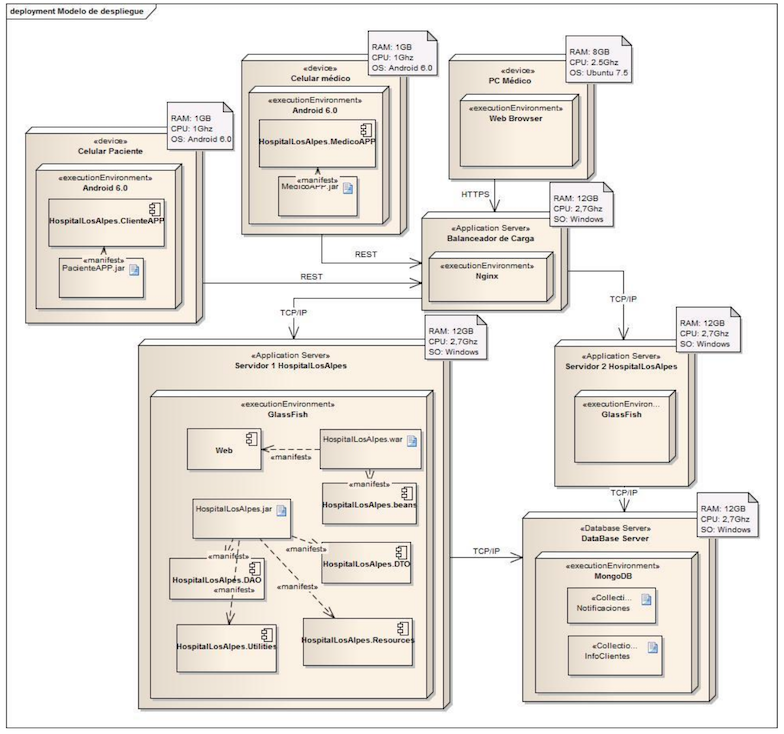 deployment Modelo de despliegue
RAM: 1GB
CPU: 1Ghz
OS: Android 6.0
«device»
Celular Paciente
«executionEnvironment»
Android 6.0
HospitalLosAlpes.ClienteAPP
«manifest»
PacienteAPP.jar
RAM: 1GB
CPU: 1Ghz
OS: Android 6.0
«device»
Celular médico
«executionEnvironment»
Android 6.0
HospitalLosAlpes.MedicoAPP
«manifest»
MedicoAPP.jar
RAM: 8GB
CPU: 2.5Ghz
OS: Ubuntu 7.5
«device»
PC Médico
«executionEnvironment»
Web Browser
HTTPS
REST
REST
RAM: 12GB
CPU: 2,7Ghz
SO: Windows
«Application Server»
Balanceador de Carga
«executionEnvironment»
Nginx
TCP/IP
TCP/IP
RAM: 12GB
CPU: 2,7Ghz
SO: Windows
«Application Server»
Servidor 1 HospitalLosAlpes
«executionEnvironment»
GlassFish
Web
HospitalLosAlpes.war
«manifest»
«manifest»
HospitalLosAlpes.beans
HospitalLosAlpes.jar
«manifest»
«manifest»
HospitalLosAlpes.DTO
HospitalLosAlpes.DAO
«manifest»
«manifest»
HospitalLosAlpes.Utilities
HospitalLosAlpes.Resources
RAM: 12GB
CPU: 2,7Ghz
SO: Windows
«Application Server»
Servidor 2 HospitalLosAlpes
«executionEnviron...
GlassFish
TCP/IP
TCP/IP
RAM: 12GB
CPU: 2,7Ghz
SO: Windows
«Database Server»
DataBase Server
«executionEnvironment»
MongoDB
«Collecti...
Notificaciones
«Collectio...
InfoClientes